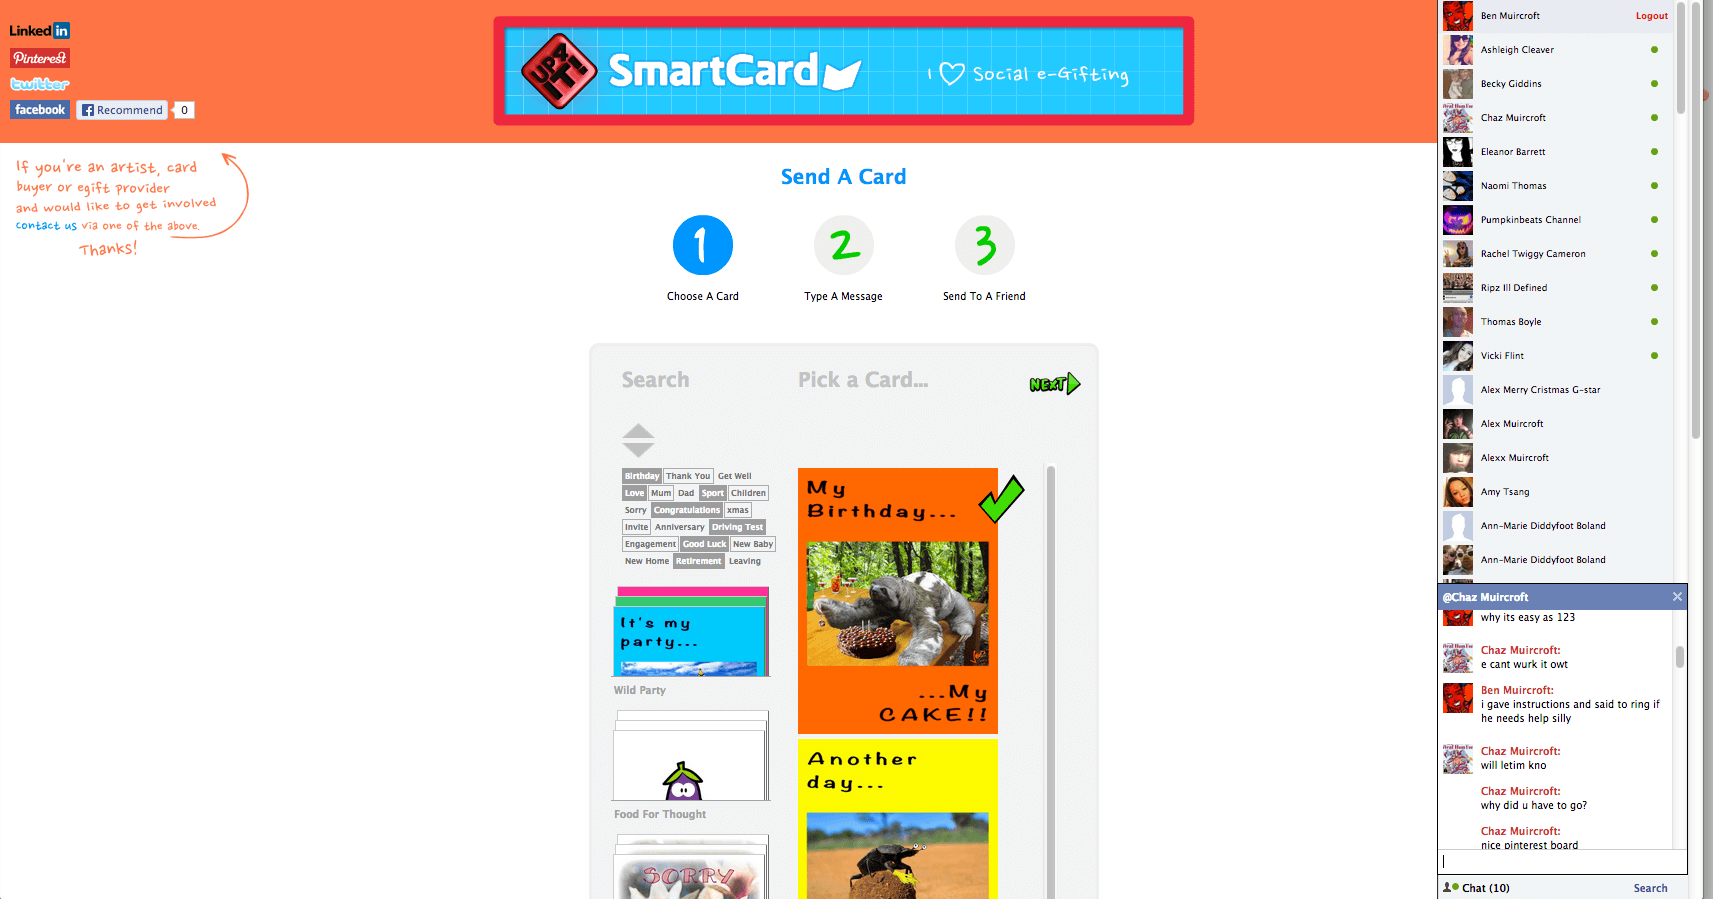 Linked in
Pinterest
twitter
facebook
Recommend
0
UP4
IT!
SmartCard
I Social e-Gifting
If you're an artist, card
buyer or egift provider
and would like to get involved
contact us via one of the above.
Thanks!
Send A Card
1
2
3
Choose A Card
Type A Message
Send To A Friend
Search
Pick a Card...
NEXT
Birthday Thank You Get Well
Love Mum Dad Sport Children
Sorry Congratulations xmas
Invite Anniversary Driving Test
Engagement Good Luck New Baby
New Home Retirement Leaving
It's my
party...
Wild Party
Food For Thought
SORRY
My
Birthday...
...My
CAKE!!
Another
day...
Ben Muircroft
Logout
Ashleigh Cleaver
Becky Giddins
Chaz Muircroft
Eleanor Barrett
Naomi Thomas
Pumpkinbeats Channel
Rachel Twiggy Cameron
Ripz Ill Defined
Thomas Boyle
Vicki Flint
Alex Merry Cristmas G-star
Alex Muircroft
Alexx Muircroft
Amy Tsang
Ann-Marie Diddyfoot Boland
Ann-Marie Diddyfoot Boland
@Chaz Muircroft
why its easy as 123
Chaz Muircroft:
e cant wurk it owt
Ben Muircroft:
i gave instructions and said to ring if
he needs help silly
Chaz Muircroft:
will letim kno
Chaz Muircroft:
why did u have to go?
Chaz Muircroft:
nice pinterest board
Chat (10)
Search